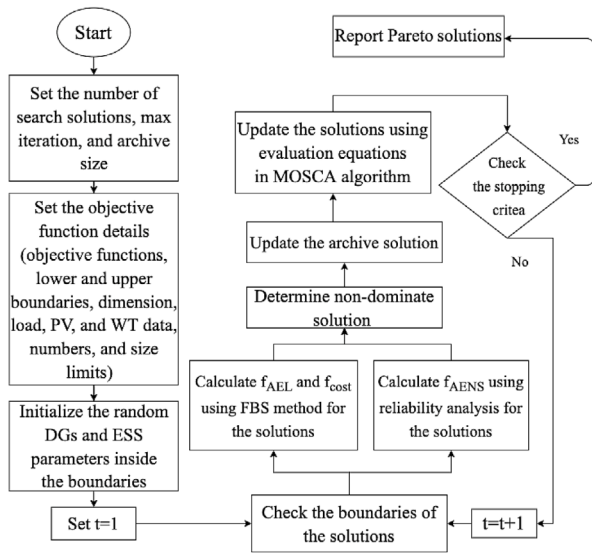 Start
Set the number of
search solutions, max
iteration, and archive
size
Set the objective
function details
(objective functions,
lower and upper
boundaries, dimension,
load, PV, and WT data,
numbers, and size
limits)
Initialize the random
DGs and ESS
parameters inside
the boundaries
Set t=1
Check the boundaries of
the solutions
Calculate fAEL and fcost
using FBS method for
the solutions
Calculate fAENS using
reliability analysis for
the solutions
Determine non-dominate
solution
Update the archive solution
Update the solutions using
evaluation equations
in MOSCA algorithm
Check
the stopping
critea
Yes
No
t=t+1
Report Pareto solutions